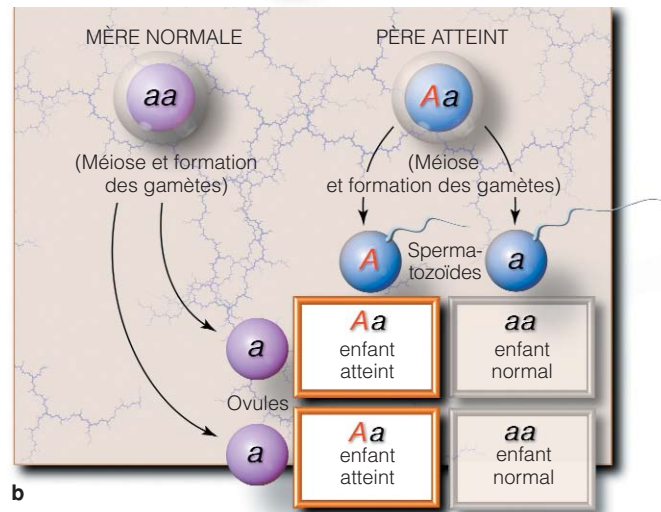 MÈRE NORMALE
PÈRE ATTEINT
aa
Aa
(Méiose et formation
des gamètes)
(Méiose
et formation des gamètes)
A
Sperma-
tozoïdes
a
a
Aa
enfant
atteint
aa
enfant
normal
Ovules
a
Aa
enfant
atteint
aa
enfant
normal
b